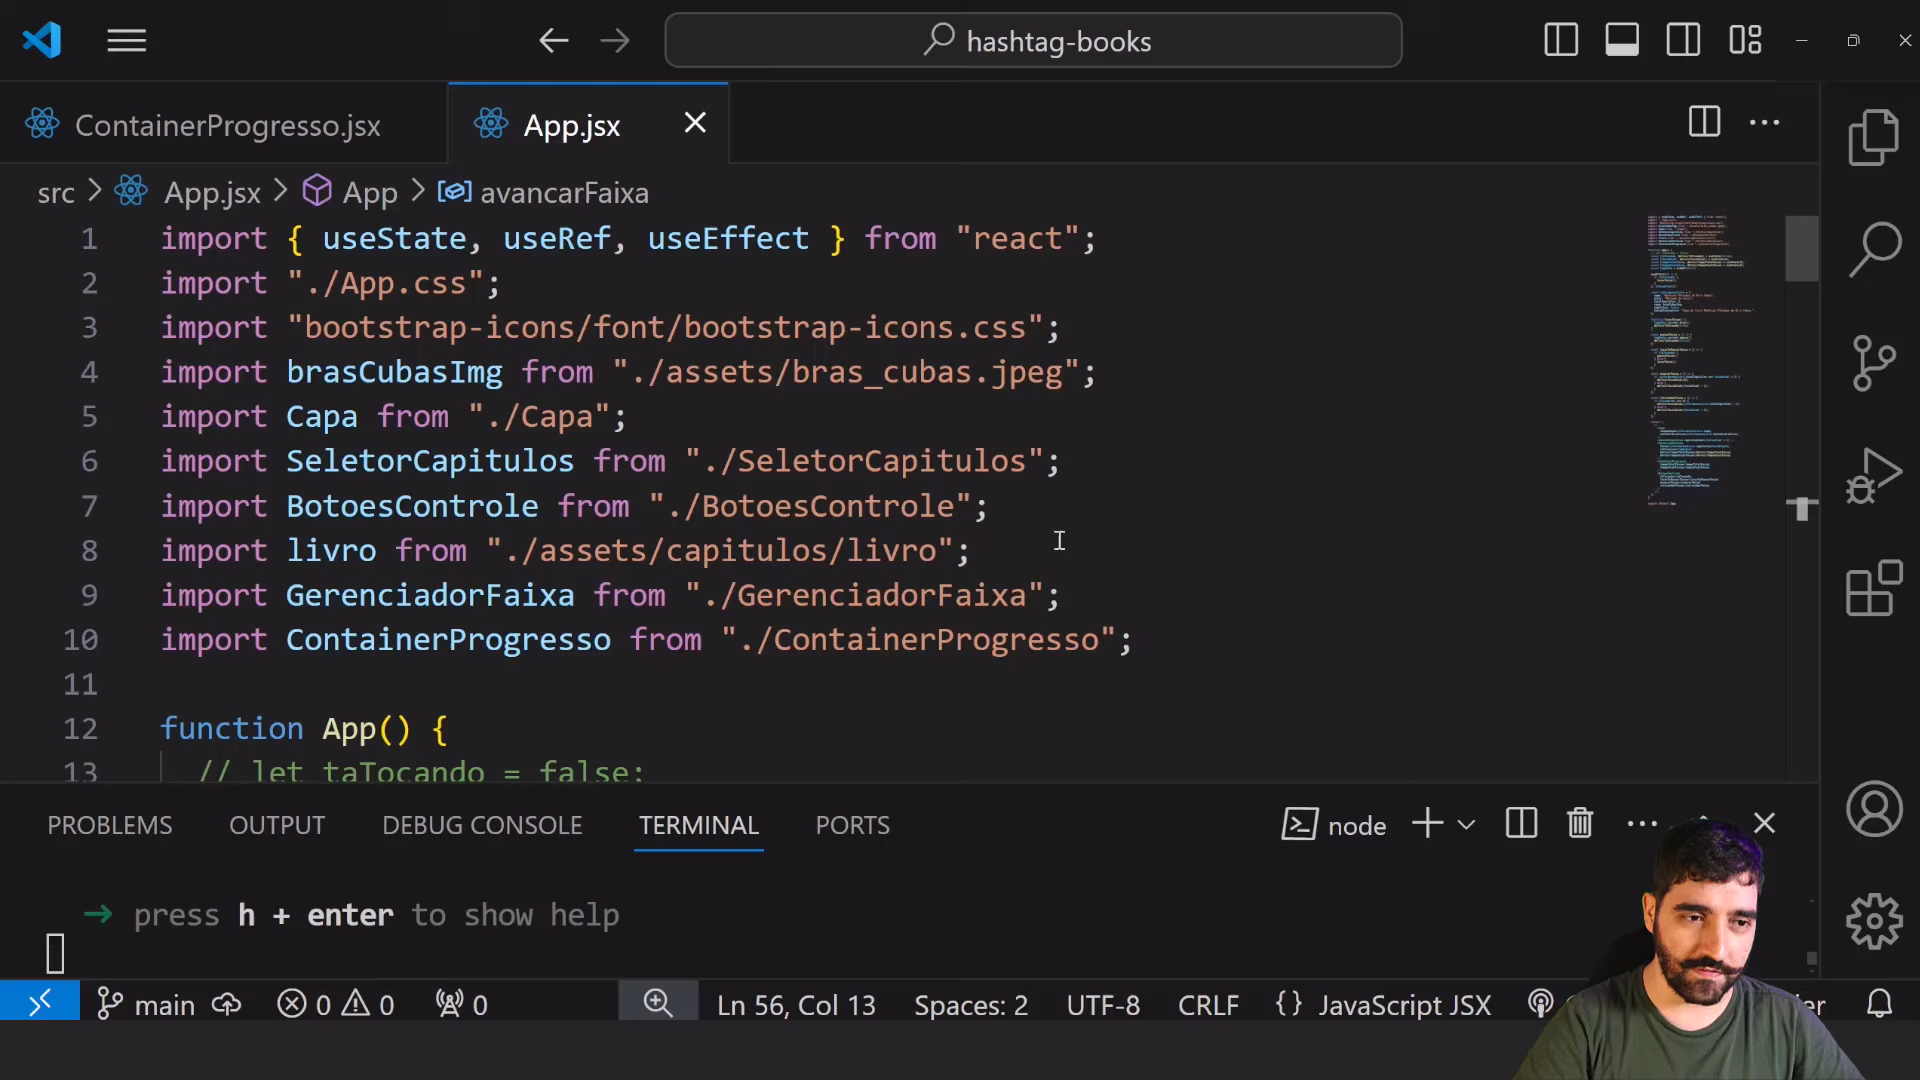 hashtag-books
ContainerProgresso.jsx
App.jsx
src > App.jsx > App > avancarFaixa
1 import { useState, useRef, useEffect } from "react";
2 import "./App.css";
3 import "bootstrap-icons/font/bootstrap-icons.css";
4 import brasCubasImg from "./assets/bras_cubas.jpeg";
5 import Capa from "./Capa";
6 import SeletorCapitulos from "./SeletorCapitulos";
7 import BotoesControle from "./BotoesControle";
8 import livro from "./assets/capitulos/livro";
9 import GerenciadorFaixa from "./GerenciadorFaixa";
10 import ContainerProgresso from "./ContainerProgresso";
11
12 function App() {
13 // let taTocando = false;
PROBLEMS OUTPUT DEBUG CONSOLE TERMINAL PORTS
node
→ press h + enter to show help
main 0 0 0 Ln 56, Col 13 Spaces: 2 UTF-8 CRLF {} JavaScript JSX